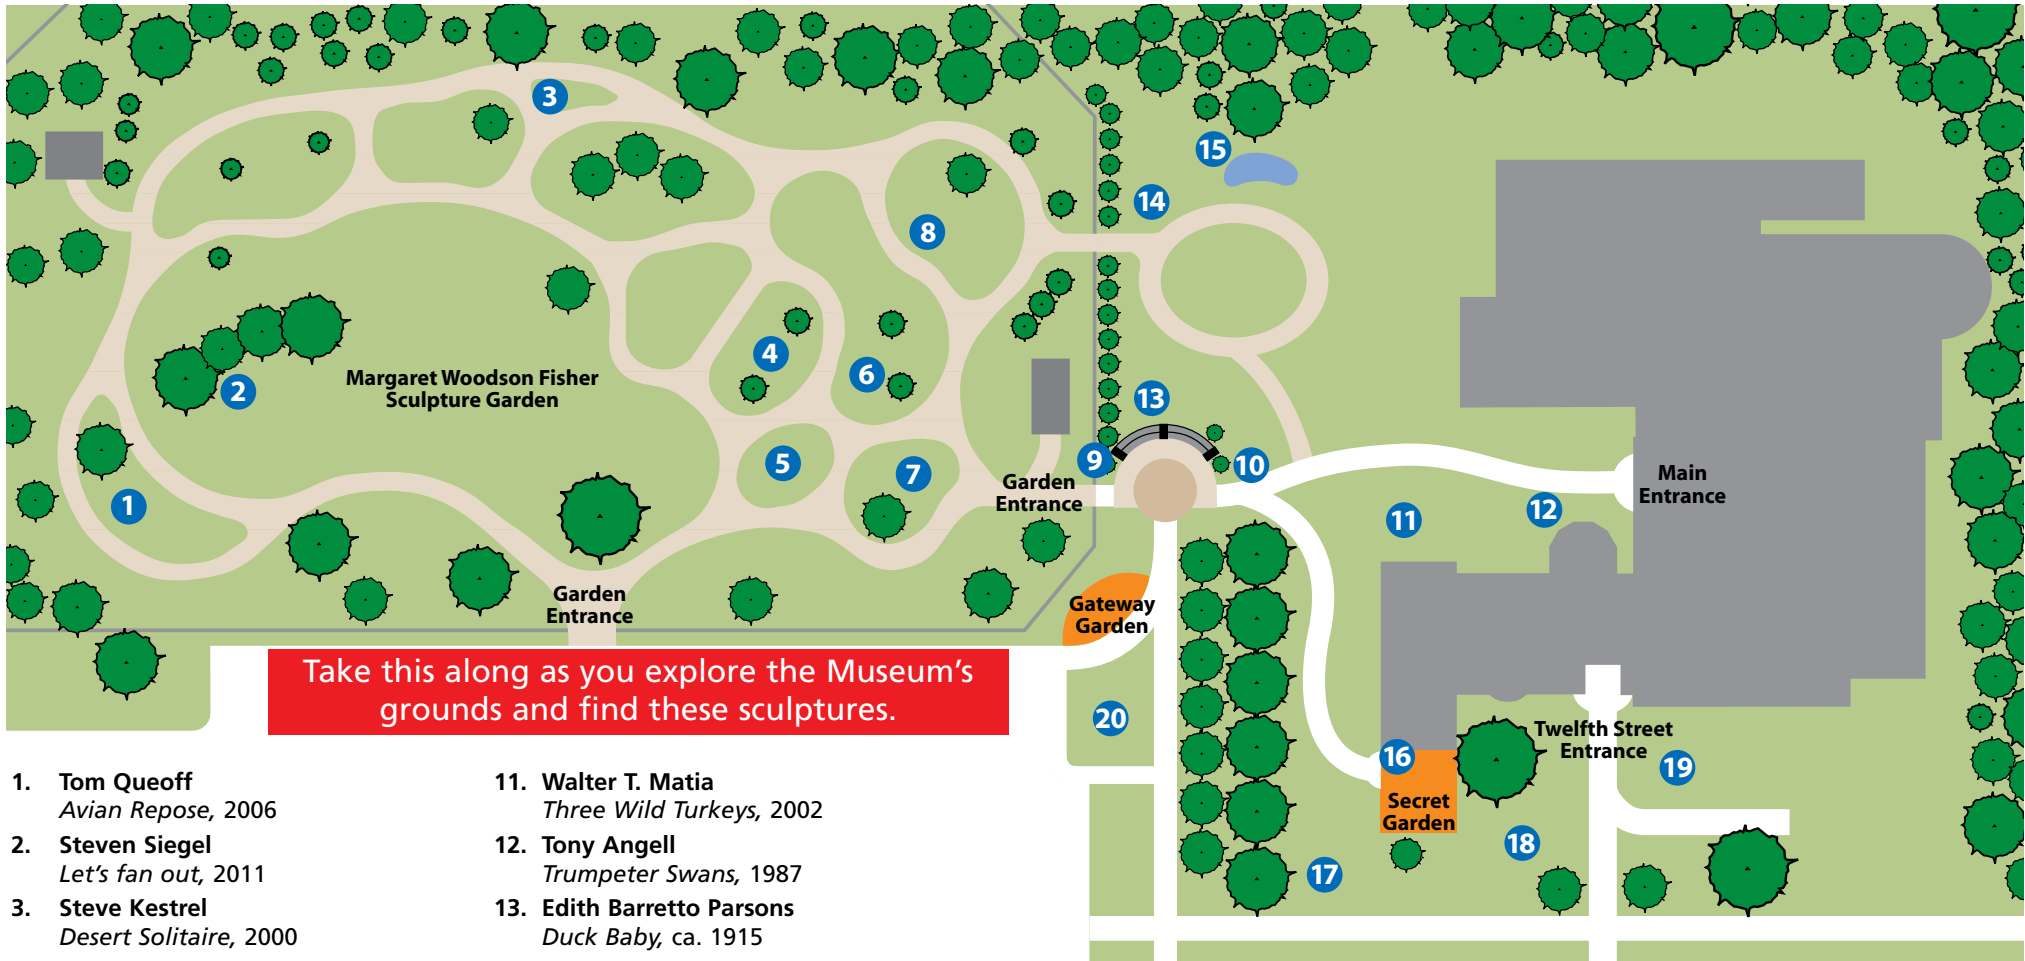 3
15
14
8
4
6
2
Margaret Woodson Fisher
Sculpture Garden
13
5
7
9
10
Garden
Entrance
Main
Entrance
1
11
12
Garden
Entrance
Gateway
Garden
Take this along as you explore the Museum’s
grounds and find these sculptures.
20
16
Twelfth Street
Entrance
19
Secret
Garden
18
17
1. Tom Queoff
Avian Repose, 2006
2. Steven Siegel
Let’s fan out, 2011
3. Steve Kestrel
Desert Solitaire, 2000
11. Walter T. Matia
Three Wild Turkeys, 2002
12. Tony Angell
Trumpeter Swans, 1987
13. Edith Barretto Parsons
Duck Baby, ca. 1915